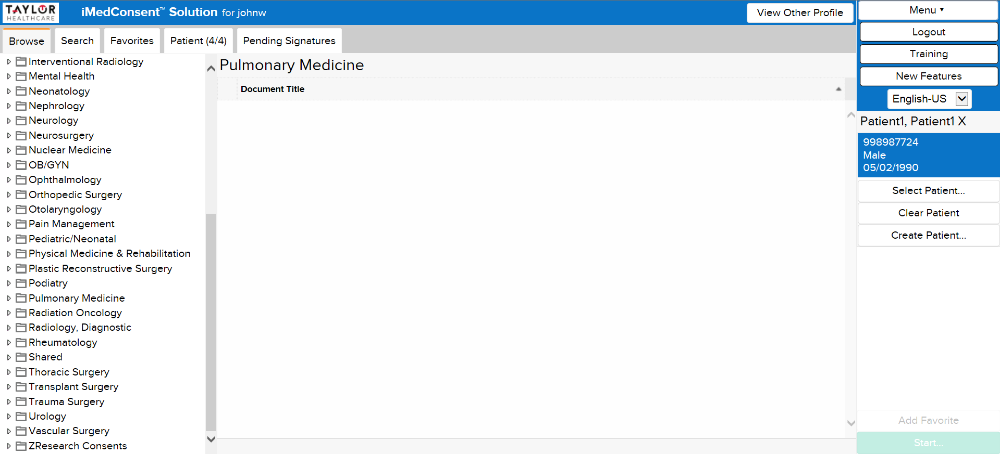 TAYLOR
HEALTHCARE
iMedConsent™ Solution for johnw
View Other Profile
Menu ▼
Logout
Training
New Features
English-US
Browse
Search
Favorites
Patient (4/4)
Pending Signatures
Interventional Radiology
Mental Health
Neonatology
Nephrology
Neurology
Neurosurgery
Nuclear Medicine
OB/GYN
Ophthalmology
Orthopedic Surgery
Otolaryngology
Pain Management
Pediatric/Neonatal
Physical Medicine & Rehabilitation
Plastic Reconstructive Surgery
Podiatry
Pulmonary Medicine
Radiation Oncology
Radiology, Diagnostic
Rheumatology
Shared
Thoracic Surgery
Transplant Surgery
Trauma Surgery
Urology
Vascular Surgery
ZResearch Consents
Pulmonary Medicine
Document Title
Patient1, Patient1 X
998987724
Male
05/02/1990
Select Patient...
Clear Patient
Create Patient...
Add Favorite
Start...